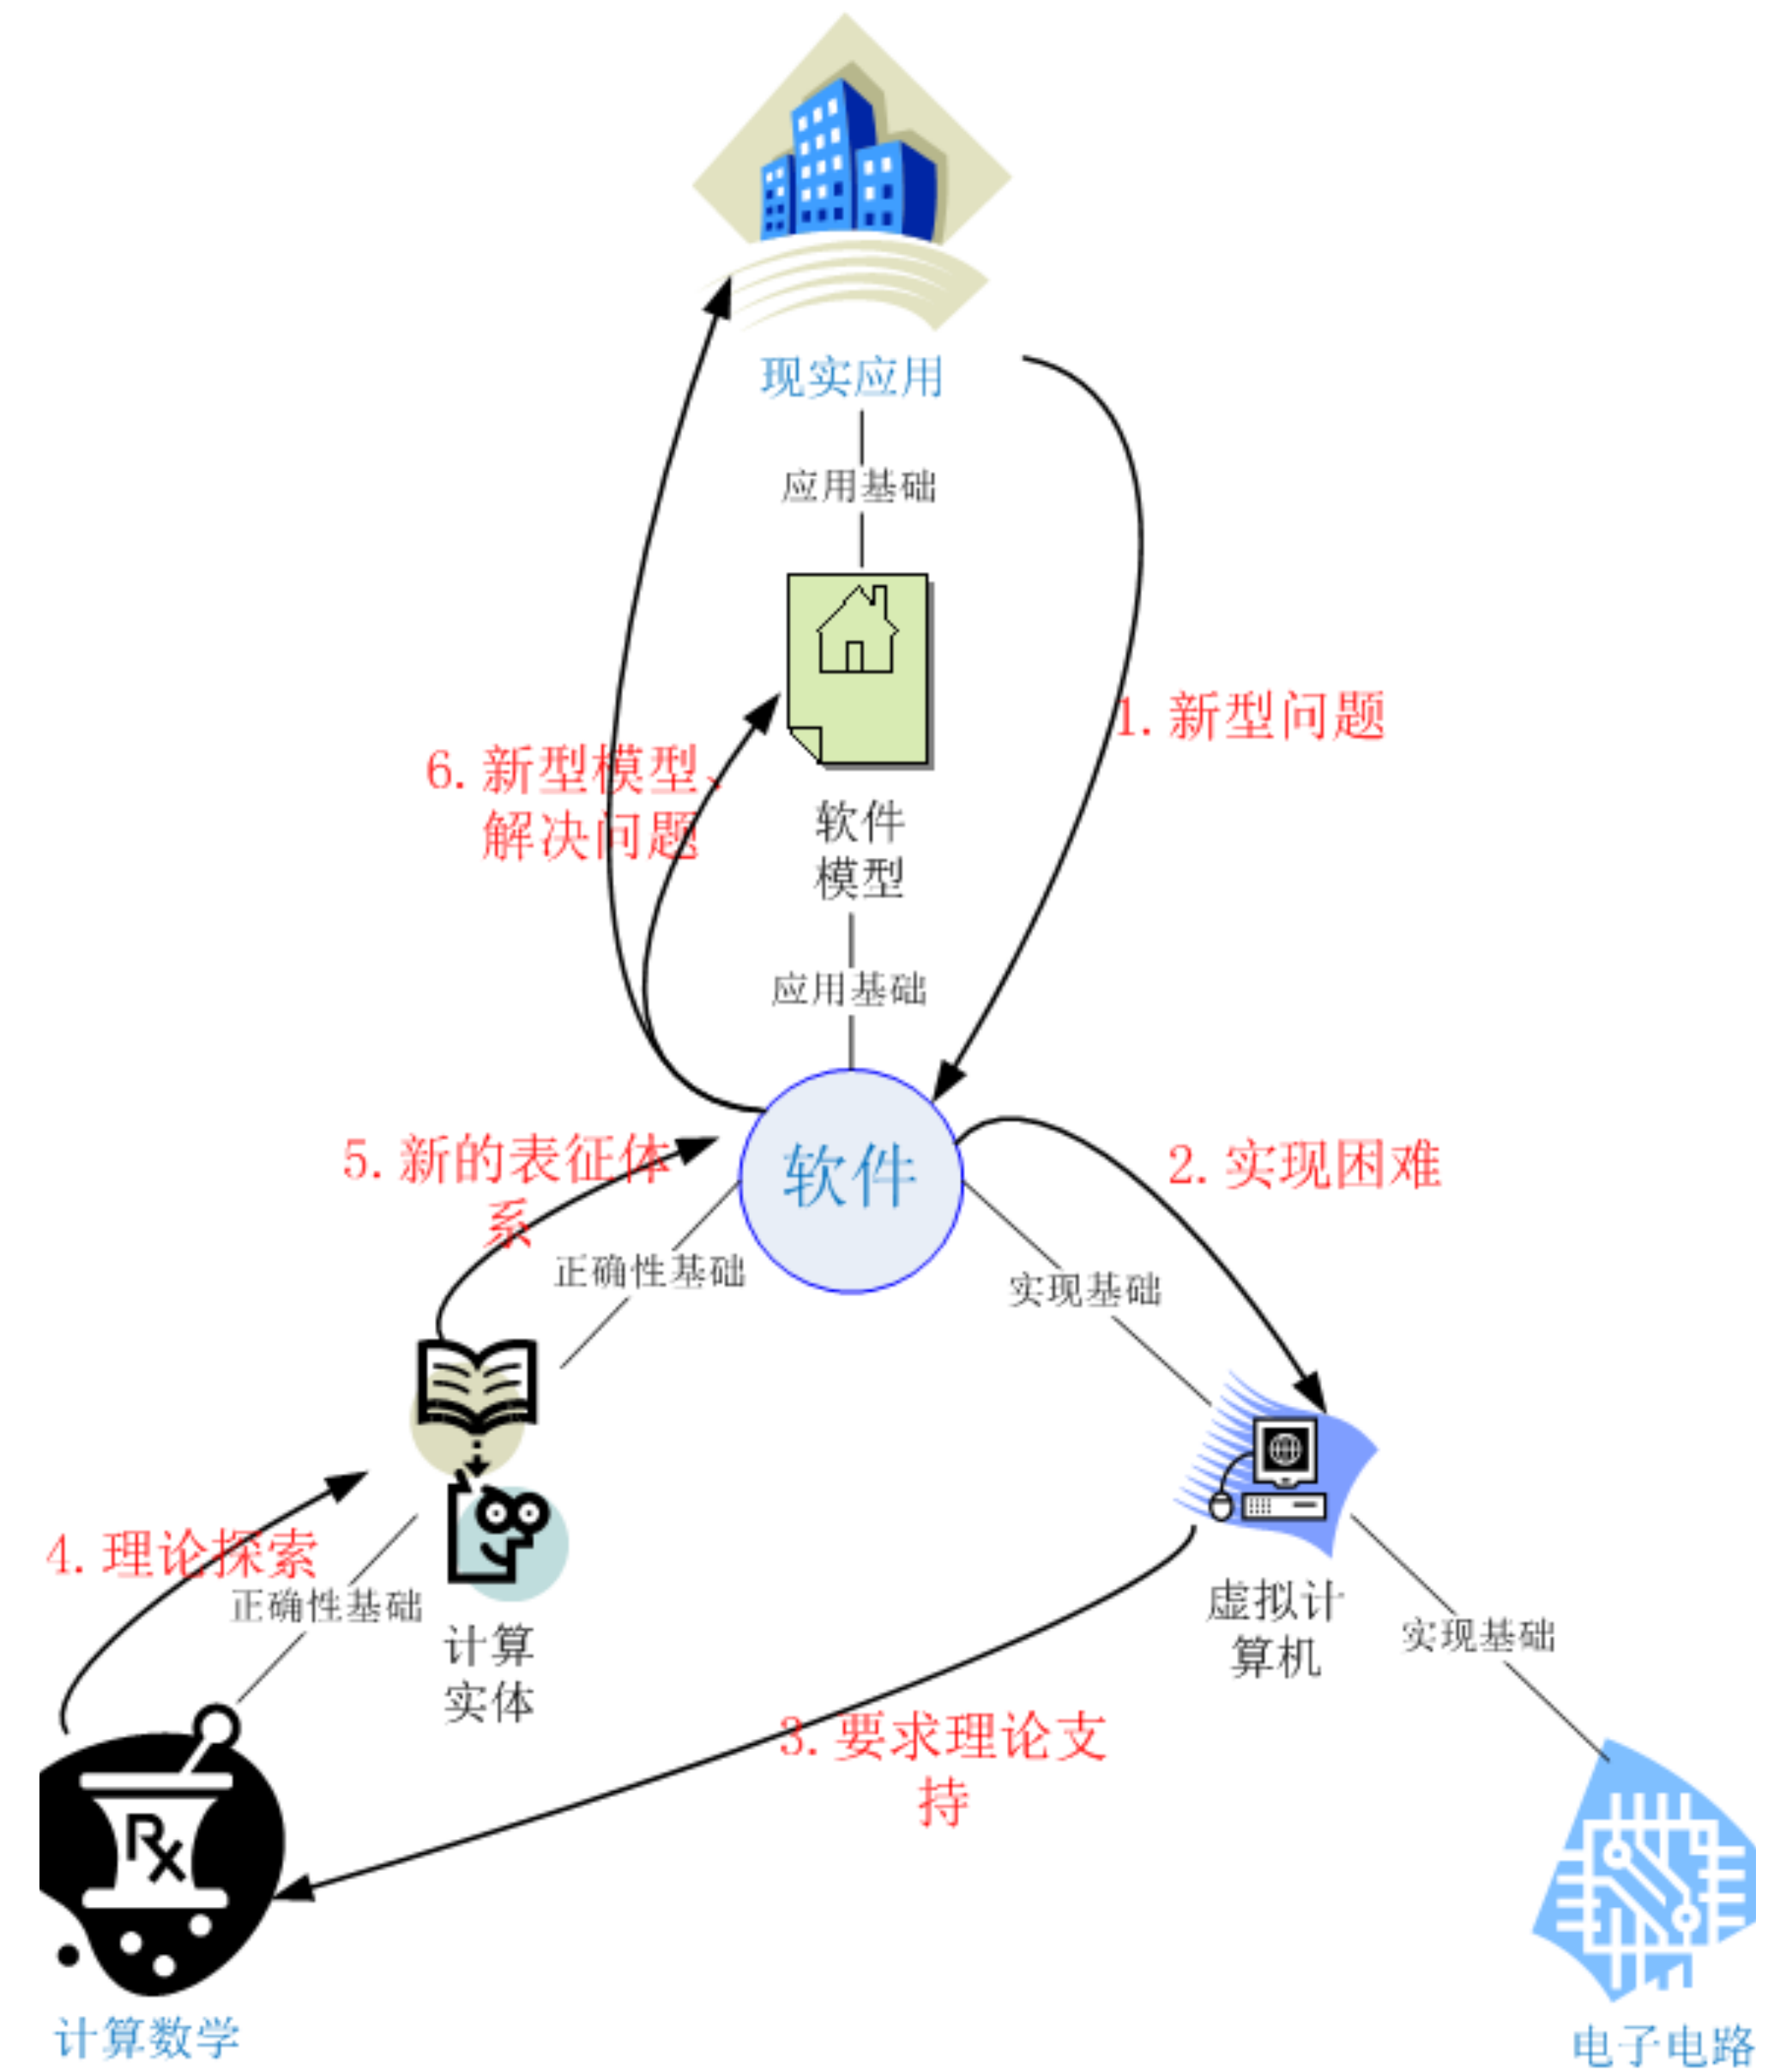 现实应用
应用基础
1. 新型问题
6. 新型模型、
解决问题
软件
模型
应用基础
5. 新的表征体
系
软件
2. 实现困难
正确性基础
实现基础
4. 理论探索
正确性基础
计算
实体
虚拟计
算机
实现基础
3. 要求理论支
持
Rx
计算数学
电子电路